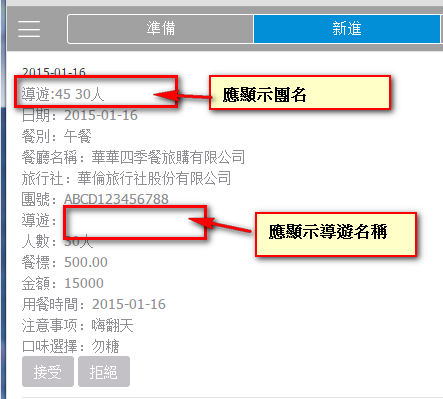 準備 新進
2015-01-16
導遊:45 30人
應顯示團名
日期：2015-01-16
餐別：午餐
餐廳名稱：華華四季餐旅購有限公司
旅行社：華倫旅行社股份有限公司
團號：ABCD123456788
導遊：
應顯示導遊名稱
人數：30人
餐標：500.00
金額：15000
用餐時間：2015-01-16
注意事项：嗨翻天
口味選擇：勿糖
接受 拒絕